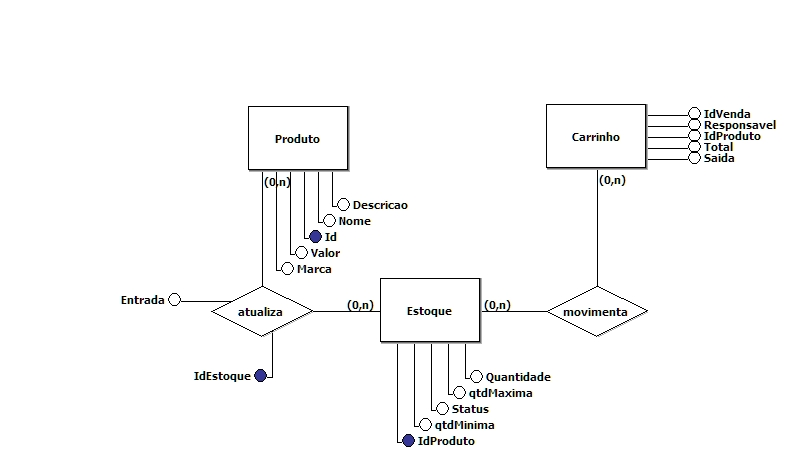 Produto
Carrinho
IdVenda
Responsavel
IdProduto
Total
Saida
(0,n)
(0,n)
Descricao
Nome
Id
Valor
Marca
Entrada
atualiza
(0,n)
Estoque
(0,n)
movimenta
IdEstoque
Quantidade
qtdMaxima
Status
qtdMinima
IdProduto